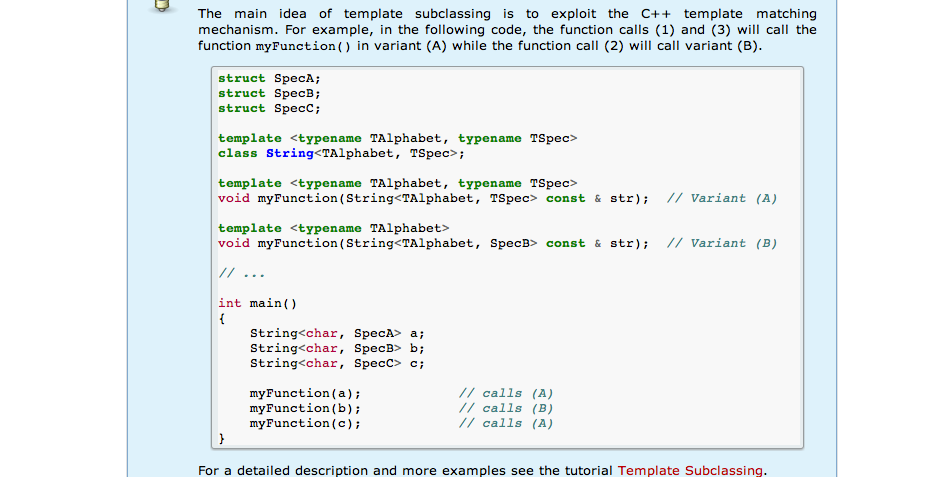 The main idea of template subclassing is to exploit the C++ template matching
mechanism. For example, in the following code, the function calls (1) and (3) will call the
function myFunction() in variant (A) while the function call (2) will call variant (B).
struct SpecA;
struct SpecB;
struct SpecC;
template <typename TAlphabet, typename TSpec>
class String<TAlphabet, TSpec>;
template <typename TAlphabet, typename TSpec>
void myFunction(String<TAlphabet, TSpec> const & str);  // Variant (A)
template <typename TAlphabet>
void myFunction(String<TAlphabet, SpecB> const & str);  // Variant (B)
// ...
int main()
{
    String<char, SpecA> a;
    String<char, SpecB> b;
    String<char, SpecC> c;
    myFunction(a);            // calls (A)
    myFunction(b);            // calls (B)
    myFunction(c);            // calls (A)
}
For a detailed description and more examples see the tutorial Template Subclassing.